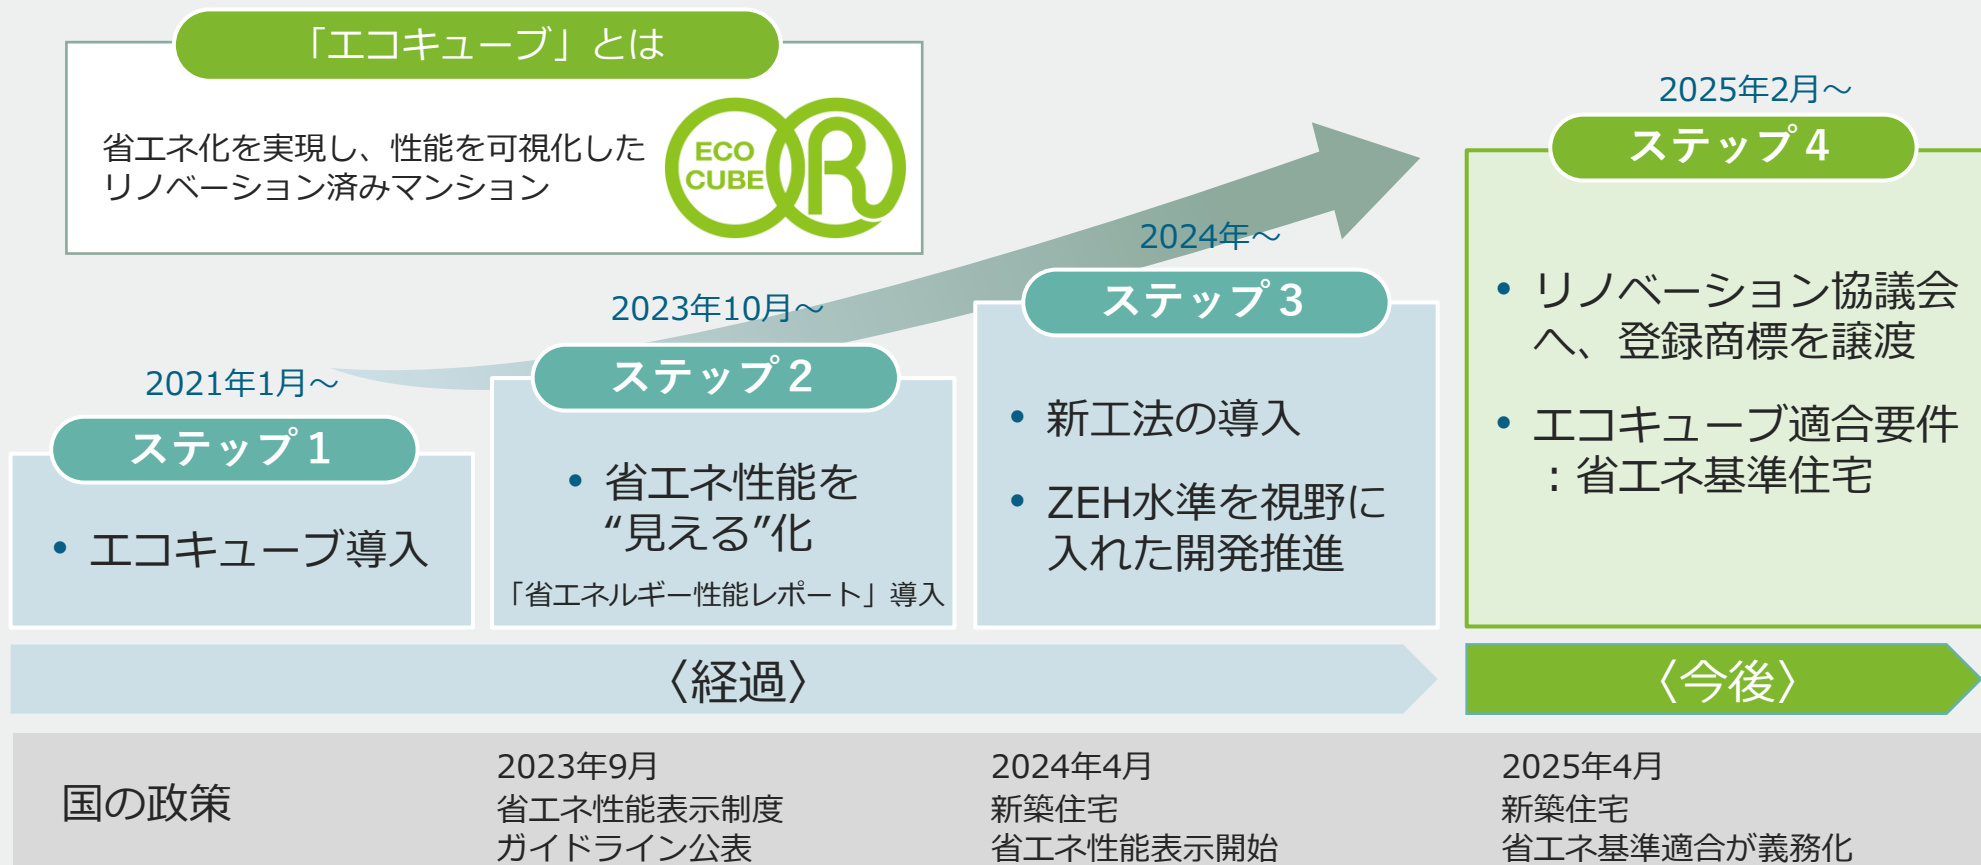 「エコキューブ」とは
省エネ化を実現し、性能を可視化した
リノベーション済みマンション
ECO
CUBE
R
2021年1月～
ステップ１
• エコキューブ導入
2023年10月～
ステップ２
• 省エネ性能を
“見える”化
「省エネルギー性能レポート」導入
2024年～
ステップ３
• 新工法の導入
• ZEH水準を視野に
入れた開発推進
2025年2月～
ステップ４
• リノベーション協議会
へ、登録商標を譲渡
• エコキューブ適合要件
：省エネ基準住宅
〈経過〉
〈今後〉
国の政策
2023年9月
省エネ性能表示制度
ガイドライン公表
2024年4月
新築住宅
省エネ性能表示開始
2025年4月
新築住宅
省エネ基準適合が義務化